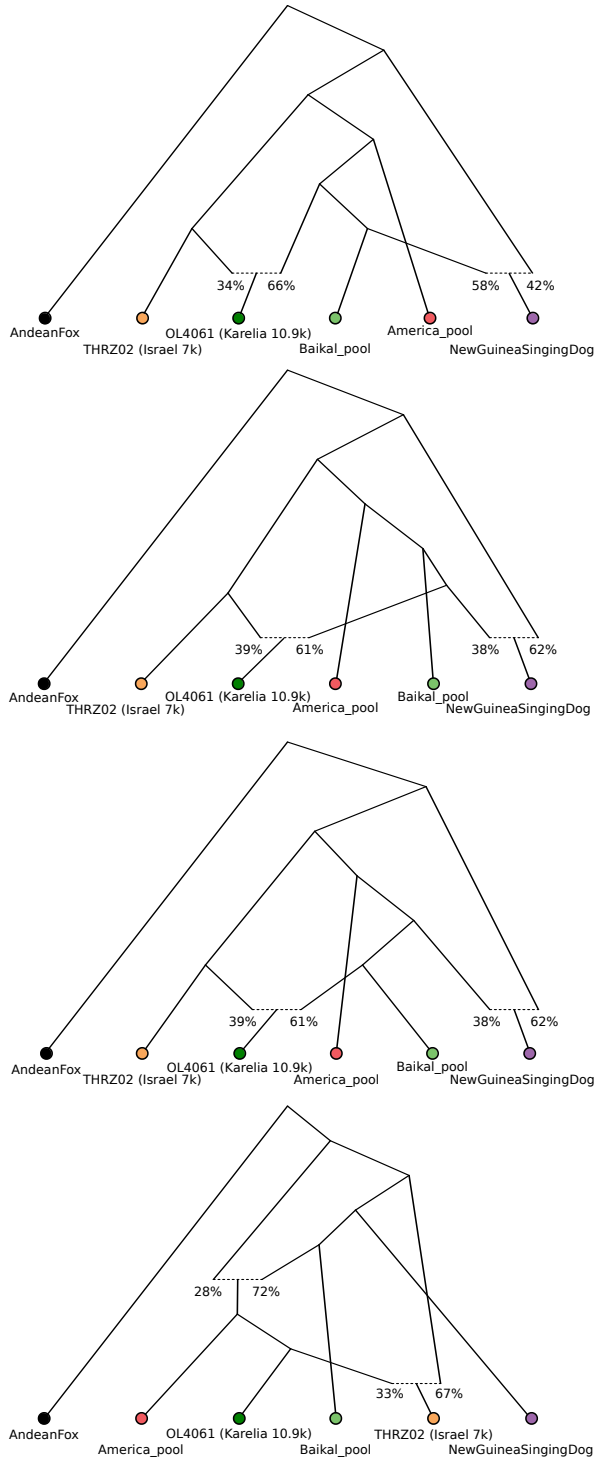 34% 66% 58% 42%
OL4061 (Karelia 10.9k) America_pool
AndeanFox
THRZ02 (Israel 7k) Baikal_pool NewGuineaSingingDog
39% 61% 38% 62%
AndeanFox OL4061 (Karelia 10.9k) Baikal_pool
THRZ02 (Israel 7k) America_pool NewGuineaSingingDog
39% 61% 38% 62%
AndeanFox OL4061 (Karelia 10.9k) Baikal_pool
THRZ02 (Israel 7k) America_pool NewGuineaSingingDog
28% 72%
33% 67%
AndeanFox OL4061 (Karelia 10.9k) THRZ02 (Israel 7k)
America_pool Baikal_pool NewGuineaSingingDog